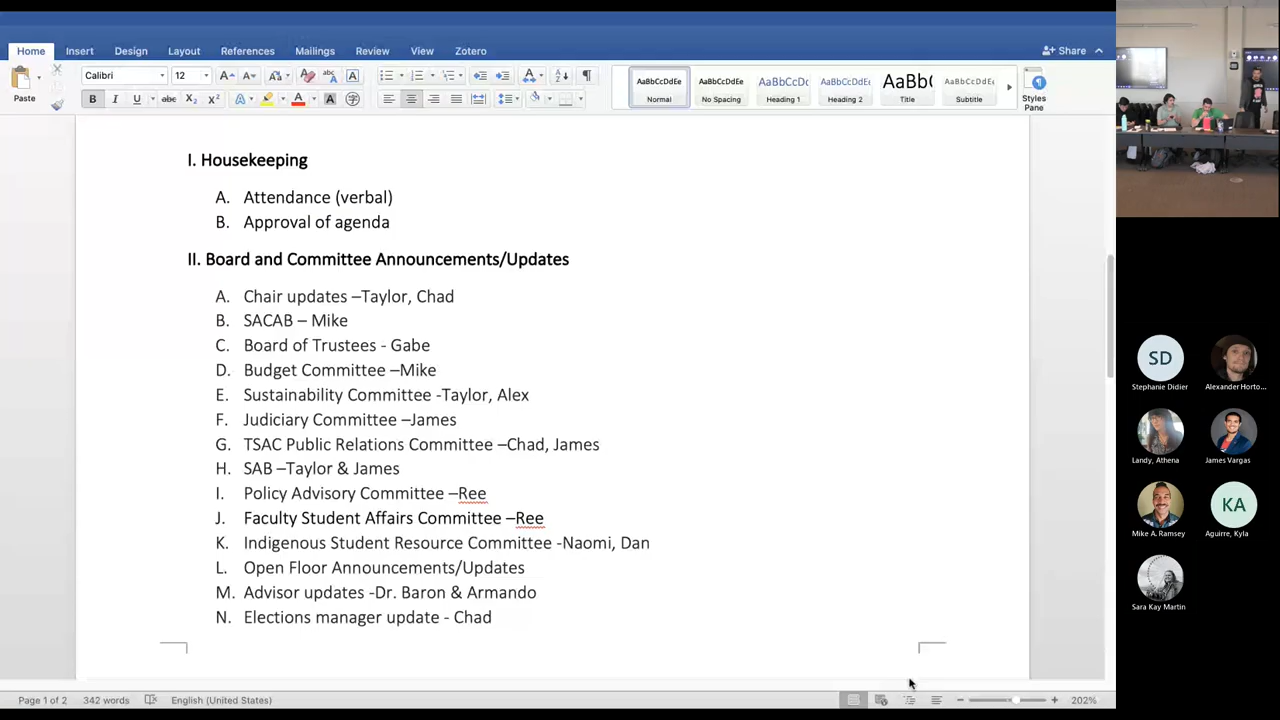 Home Insert Design Layout References Mailings Review View Zotero Share
Paste
Calibri 12
B I U abc X₂ X²
AaBbCcDdEe AaBbCcDdEe AaBbCcDc AaBbCcDdEe AaBb( AaBbCcDdEe
Normal No Spacing Heading 1 Heading 2 Title Subtitle
Styles
Pane
I. Housekeeping
A. Attendance (verbal)
B. Approval of agenda
II. Board and Committee Announcements/Updates
A. Chair updates –Taylor, Chad
B. SACAB – Mike
C. Board of Trustees - Gabe
D. Budget Committee –Mike
E. Sustainability Committee -Taylor, Alex
F. Judiciary Committee –James
G. TSAC Public Relations Committee –Chad, James
H. SAB –Taylor & James
I. Policy Advisory Committee –Ree
J. Faculty Student Affairs Committee –Ree
K. Indigenous Student Resource Committee -Naomi, Dan
L. Open Floor Announcements/Updates
M. Advisor updates -Dr. Baron & Armando
N. Elections manager update - Chad
Page 1 of 2 342 words English (United States) 202%
SD
Stephanie Didier Alexander Horto...
Landy, Athena James Vargas
KA
Mike A. Ramsey Aguirre, Kyla
Sara Kay Martin